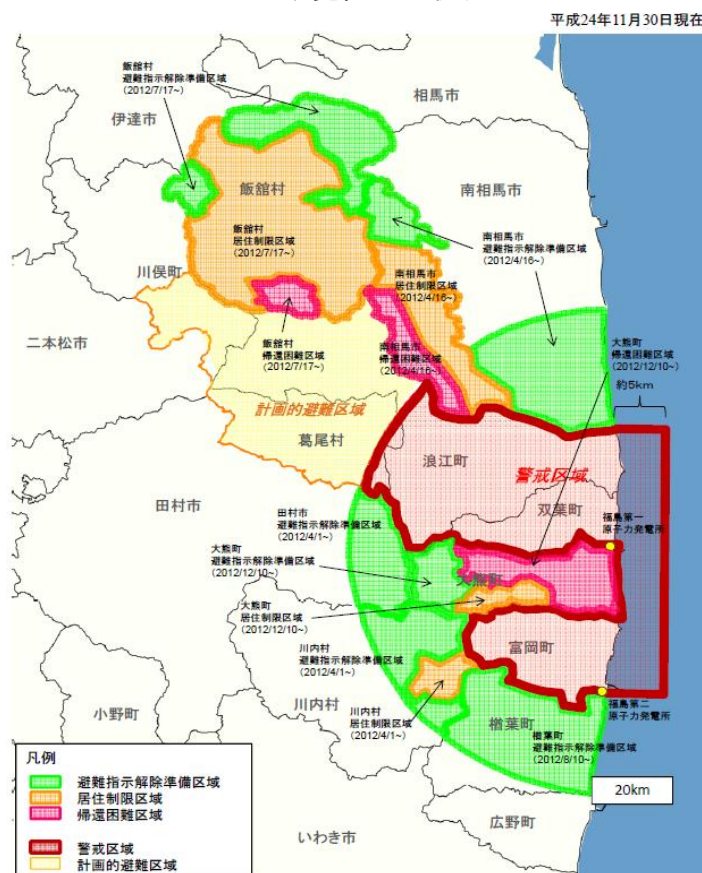 平成24年11月30日現在
飯舘村
避難指示解除準備区域
(2012/7/17~)
相馬市
伊達市
飯舘村
南相馬市
飯舘村
居住制限区域
(2012/7/17~)
南相馬市
避難指示解除準備区域
(2012/4/16~)
川俣町
南相馬市
居住制限区域
(2012/4/16~)
二本松市
飯舘村
帰還困難区域
(2012/7/17~)
南相馬市
帰還困難区域
(2012/4/16~)
大熊町
帰還困難区域
(2012/12/10~)
約5km
計画的避難区域
葛尾村
浪江町
警戒区域
双葉町
田村市
田村市
避難指示解除準備区域
(2012/4/1~)
福島第一
原子力発電所
大熊町
避難指示解除準備区域
(2012/12/10~)
大熊町
大熊町
居住制限区域
(2012/12/10~)
富岡町
川内村
避難指示解除準備区域
(2012/4/1~)
川内村
川内村
居住制限区域
(2012/4/1~)
福島第二
原子力発電所
小野町
楢葉町
楢葉町
避難指示解除準備区域
(2012/8/10~)
20km
広野町
いわき市
凡例
避難指示解除準備区域
居住制限区域
帰還困難区域
警戒区域
計画的避難区域